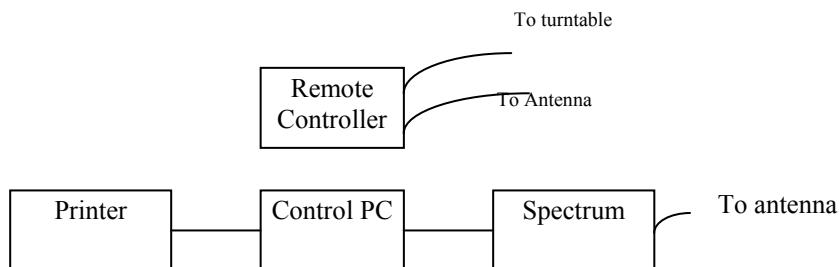 To turntable
Remote
Controller
To Antenna
Printer
Control PC
Spectrum
To antenna